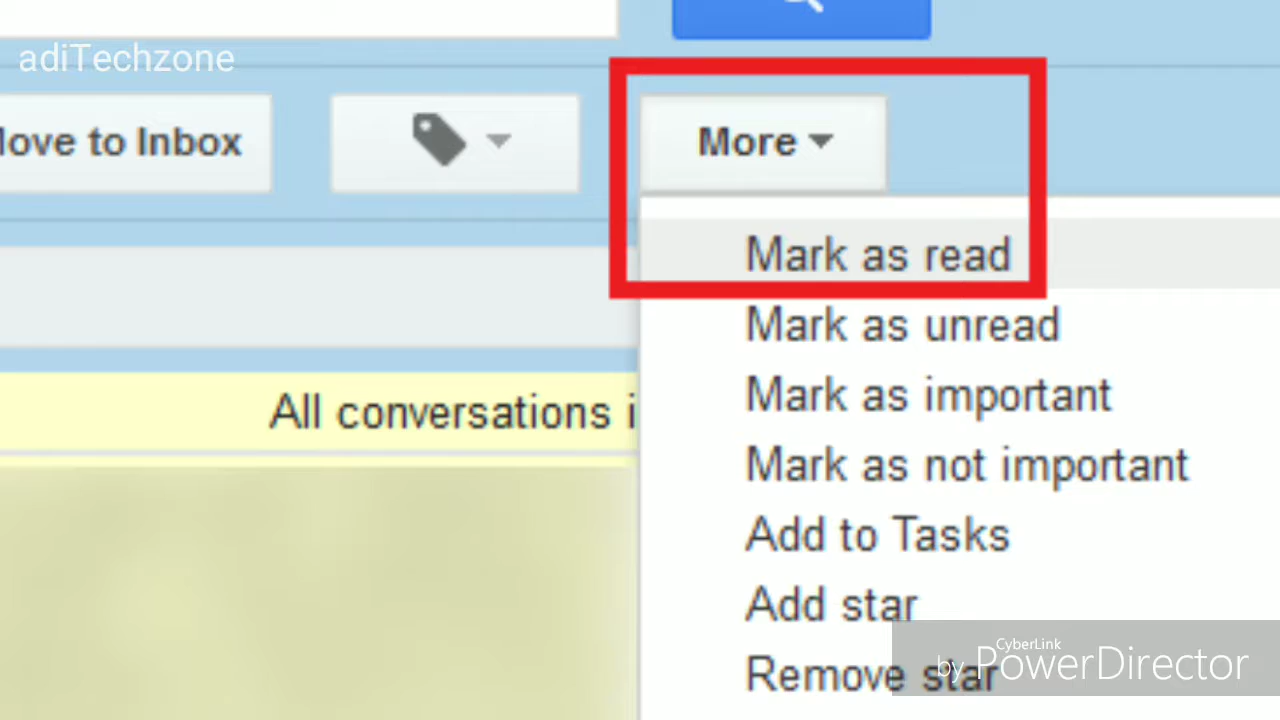 adiTechzone
ove to Inbox
More
Mark as read
Mark as unread
All conversations i
Mark as important
Mark as not important
Add to Tasks
Add star
Remove star
CyberLink
by PowerDirector